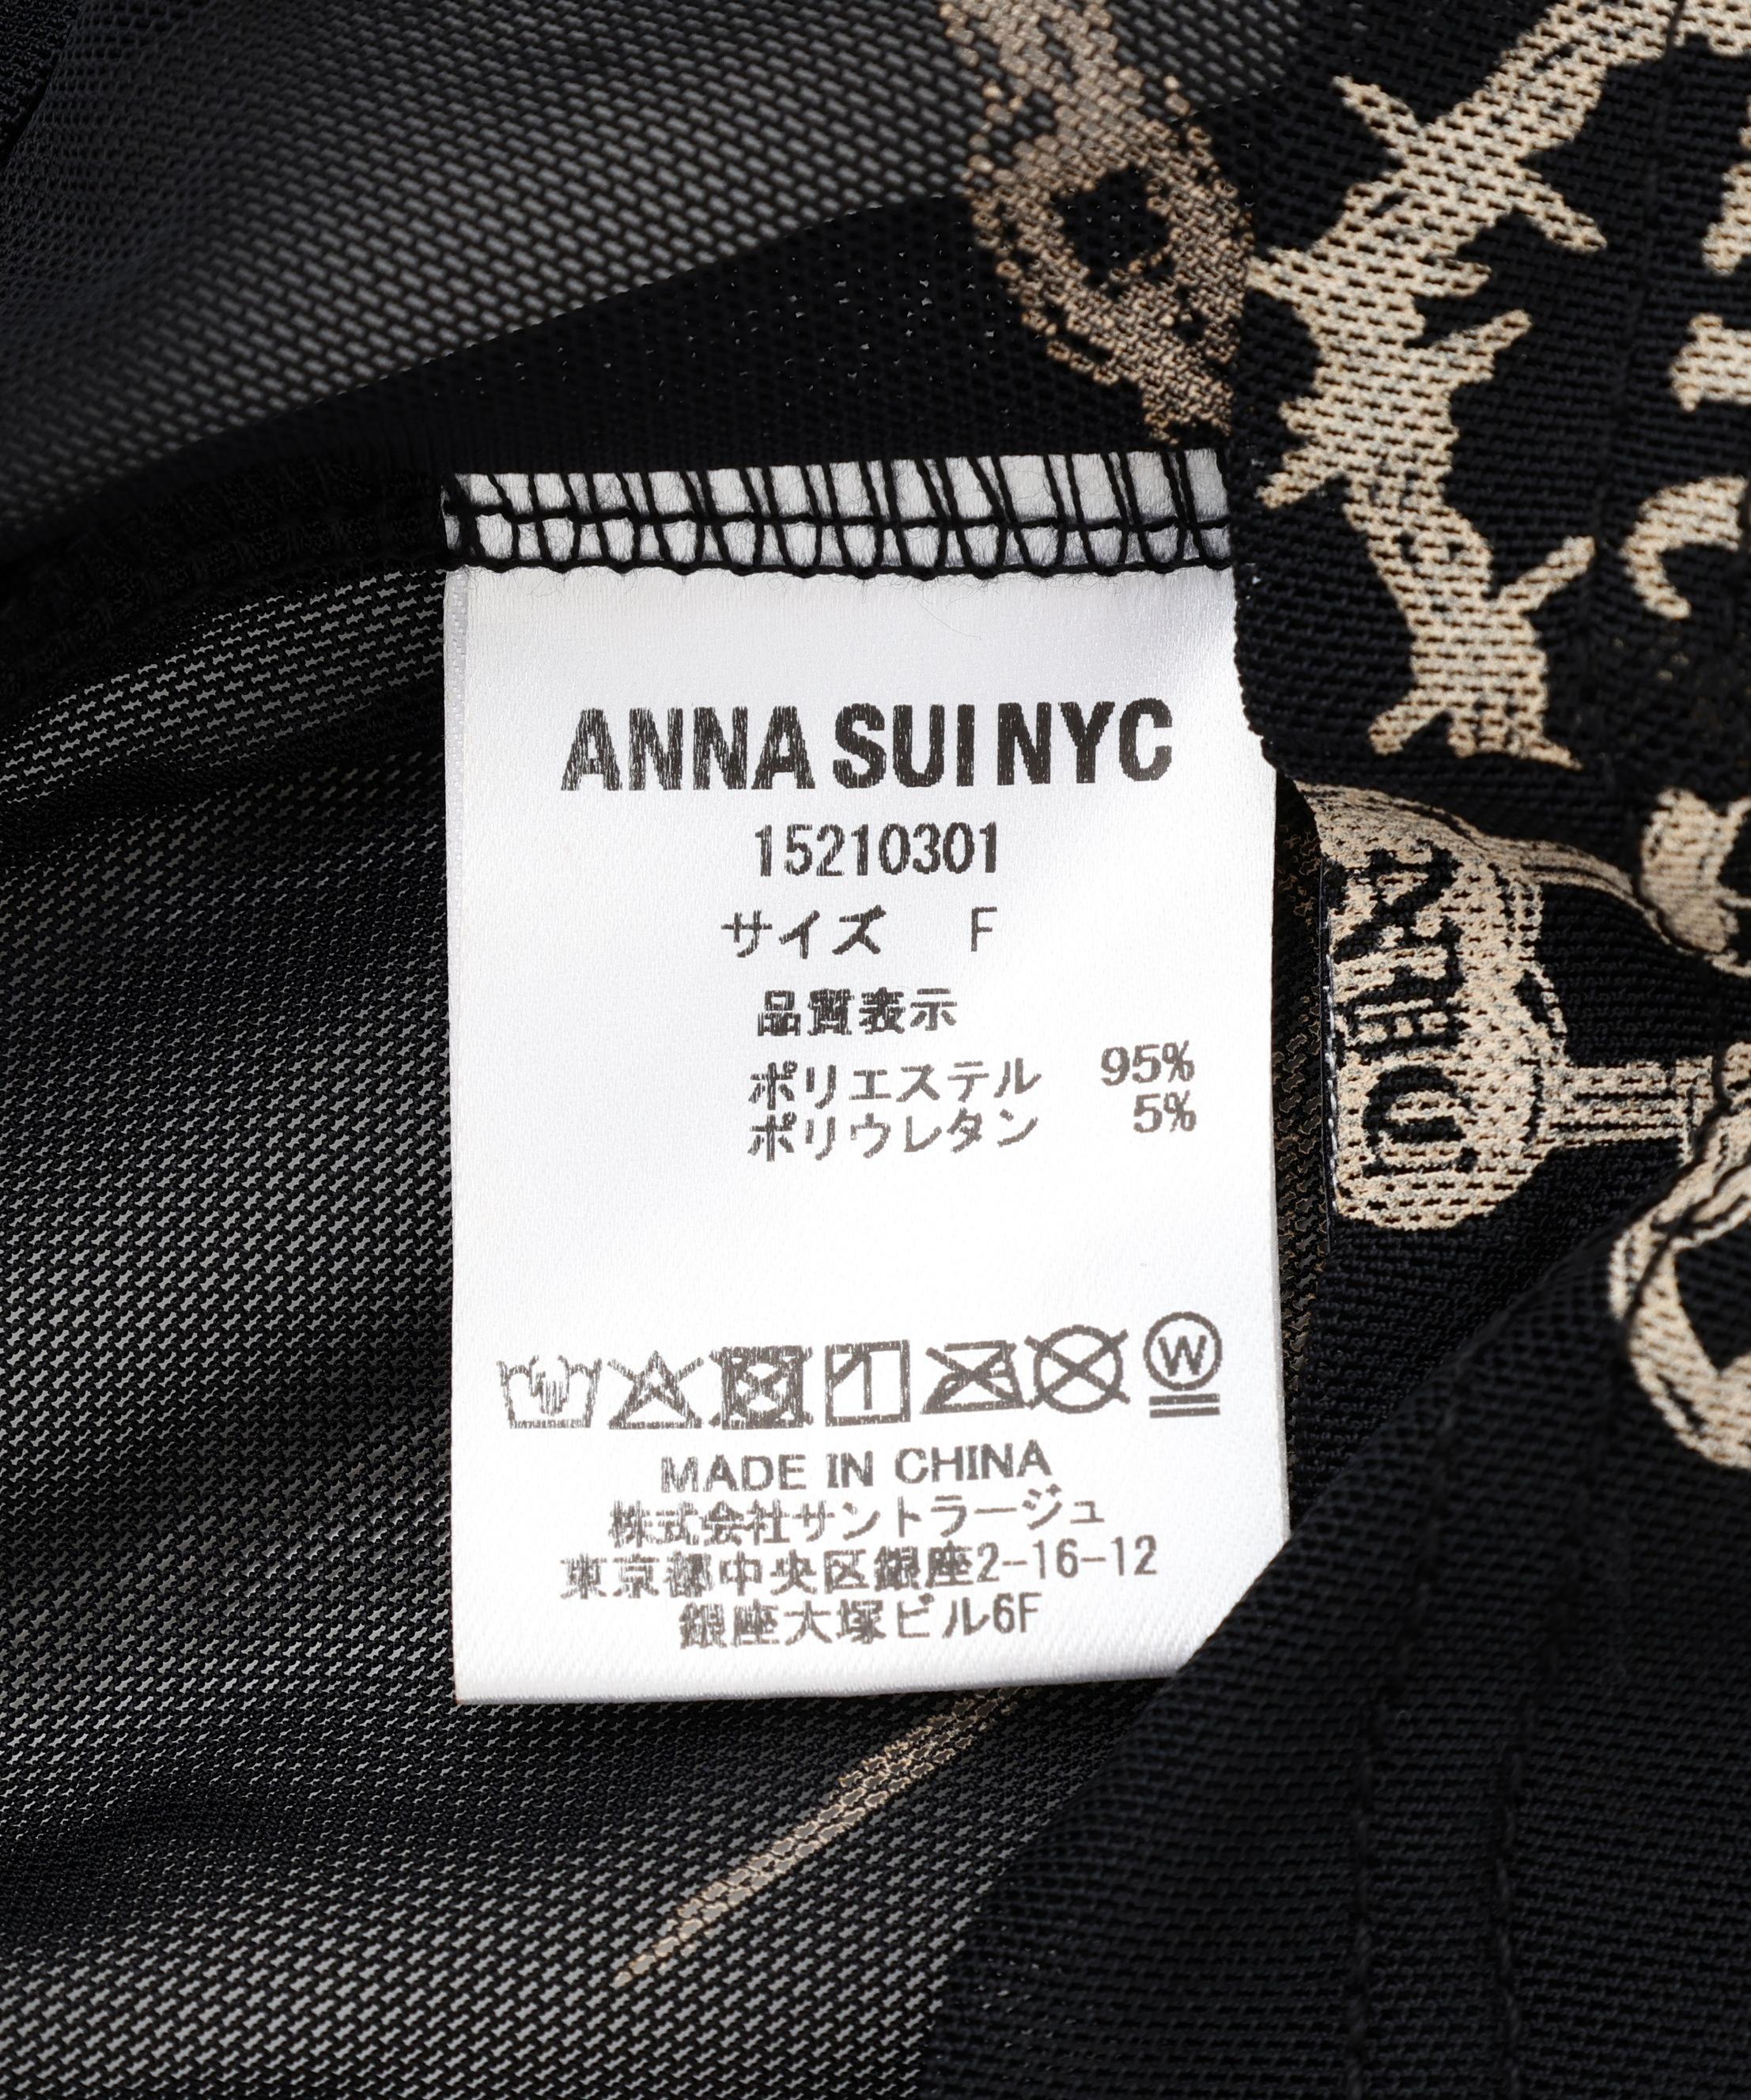 ANNA SUI NYC
15210301
サイズ F
品質表示
ポリエステル 95%
ポリウレタン 5%
W
MADE IN CHINA
株式会社サントラージュ
東京都中央区銀座2-16-12
銀座大塚ビル6F